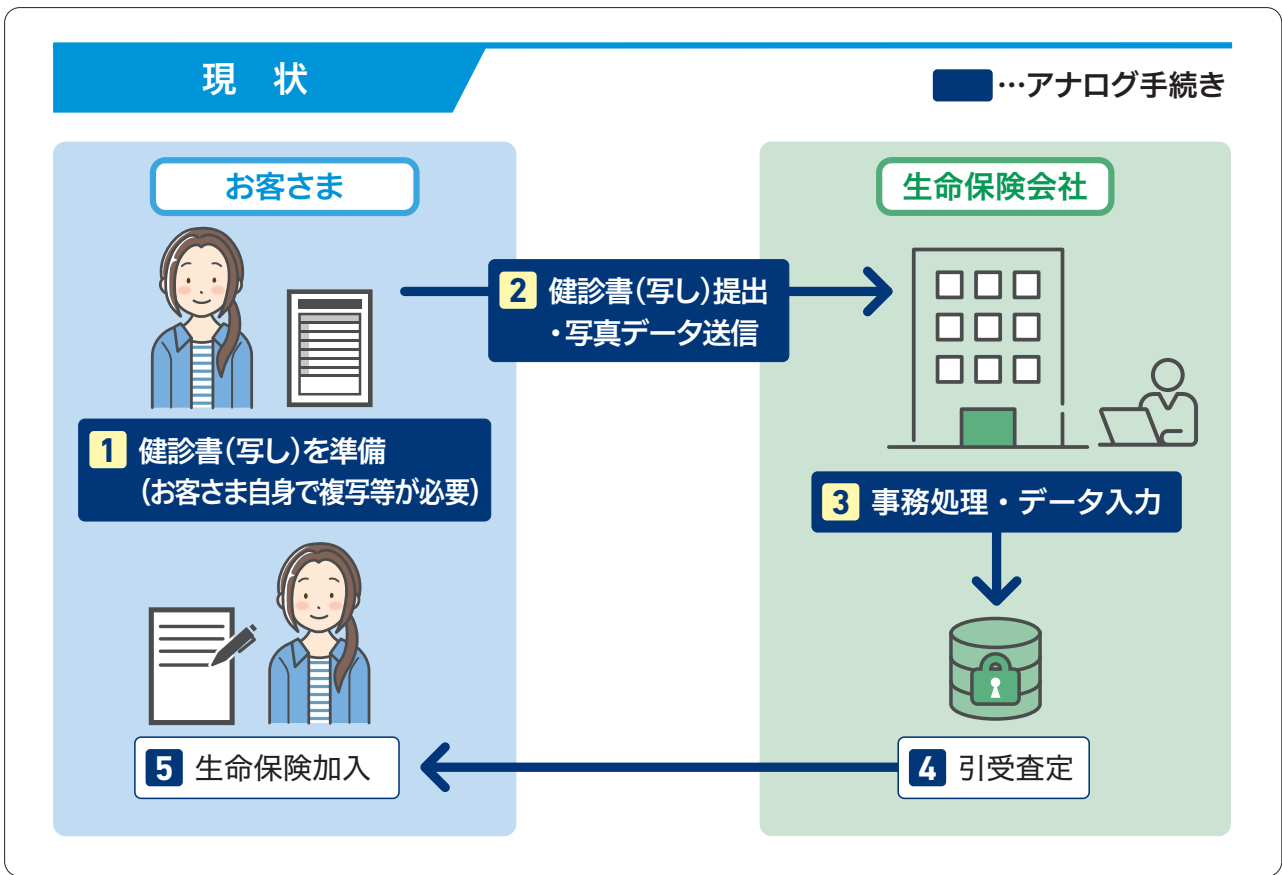 現 状
…アナログ手続き
お客さま
生命保険会社
2 健診書(写し)提出
・写真データ送信
1 健診書(写し)を準備
(お客さま自身で複写等が必要)
3 事務処理・データ入力
5 生命保険加入
4 引受査定